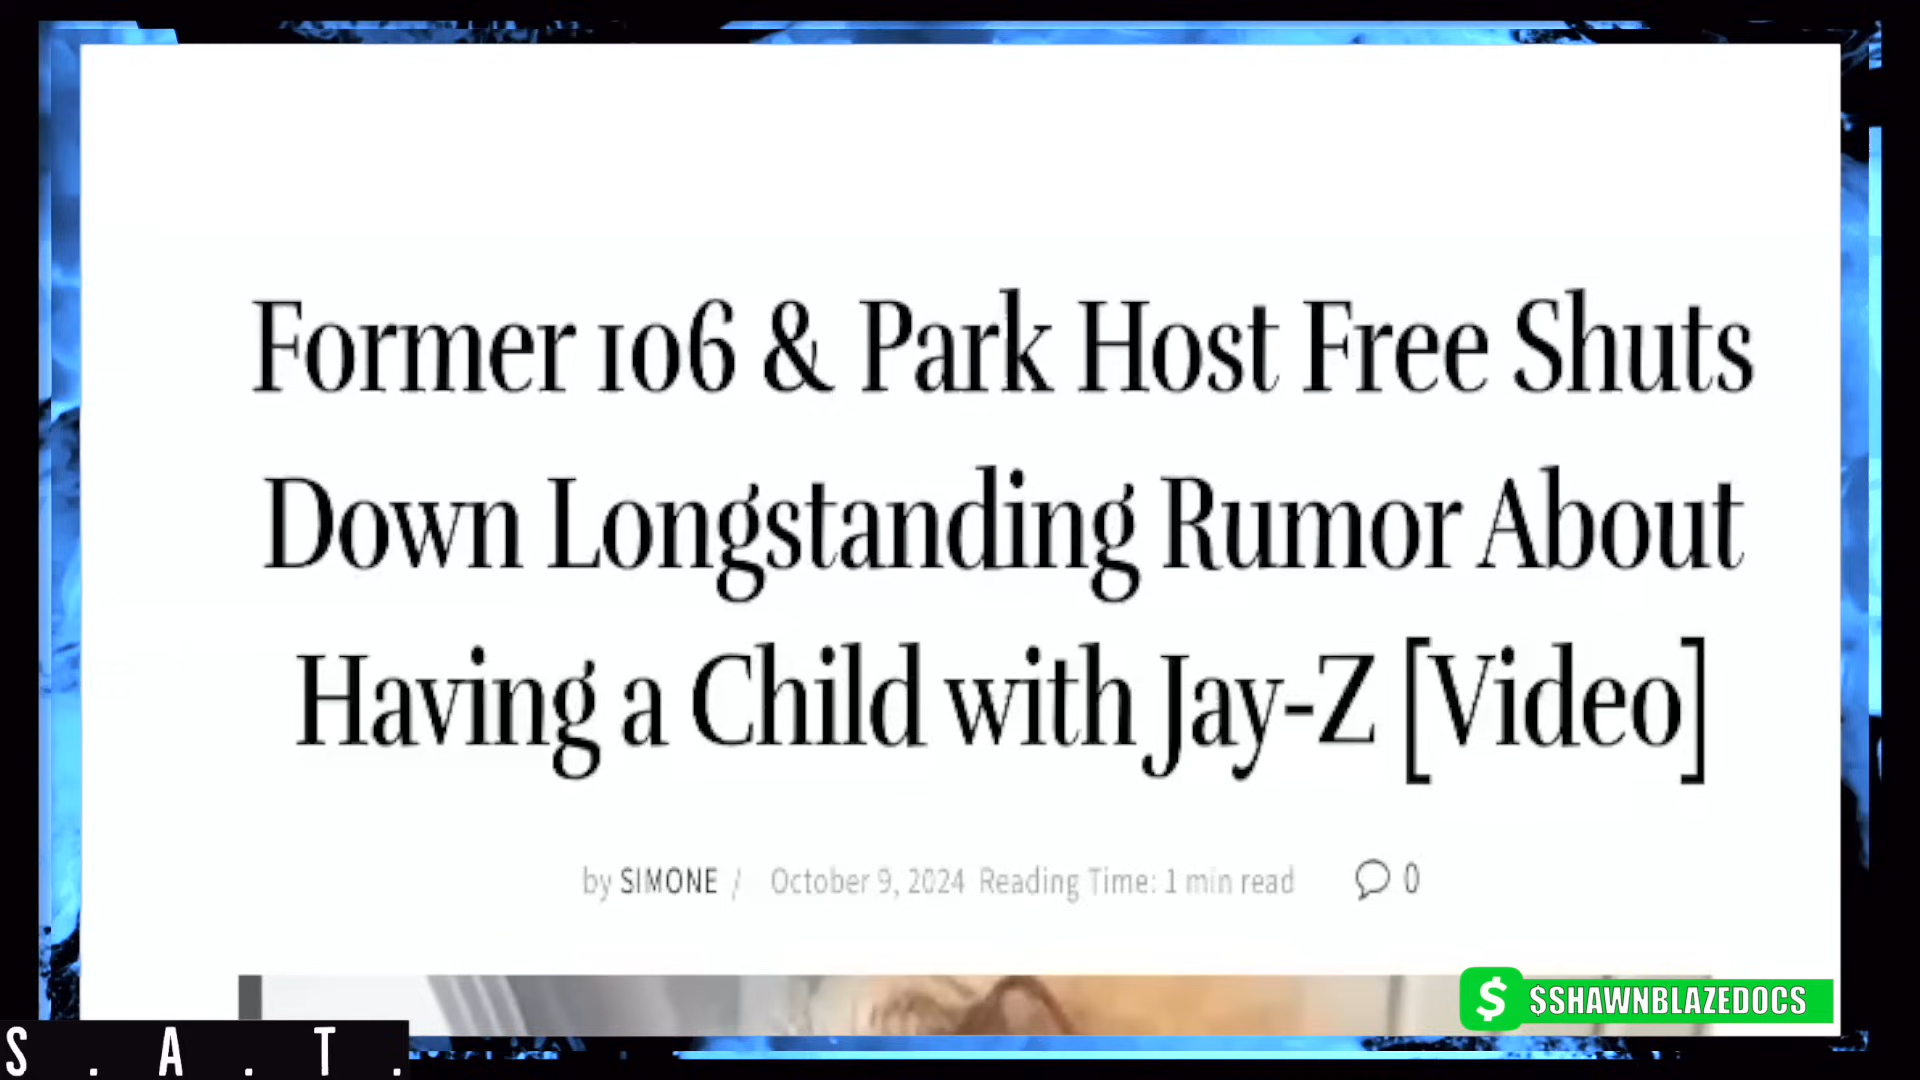 Former 106 & Park Host Free Shuts
Down Longstanding Rumor About
Having a Child with Jay-Z [Video]
by SIMONE / October 9, 2024 Reading Time: 1 min read 0
$ $SHAWNBLAZEDOCS
S . A . T .